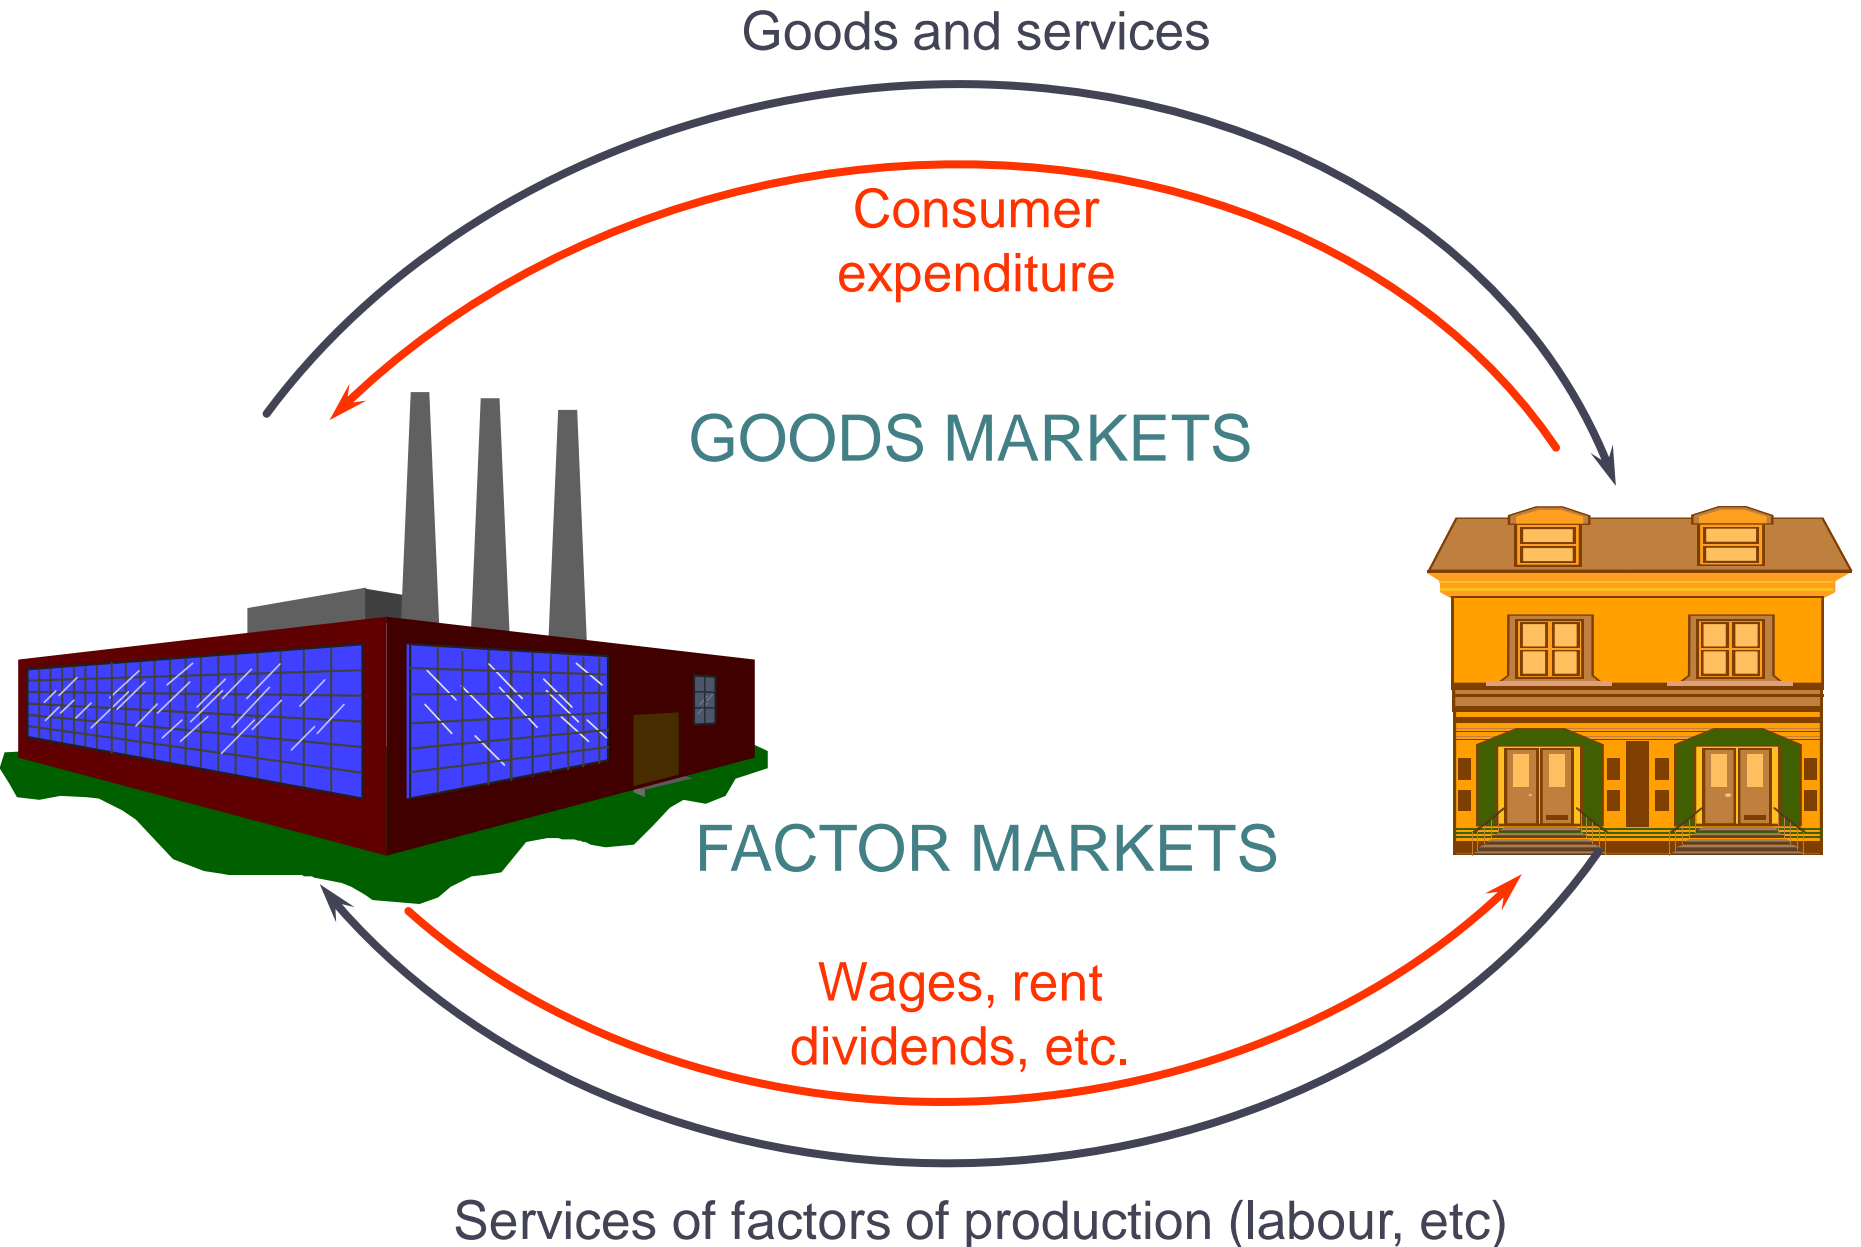 Goods and services
Consumer
expenditure
GOODS MARKETS
FACTOR MARKETS
Wages, rent
dividends, etc.
Services of factors of production (labour, etc)